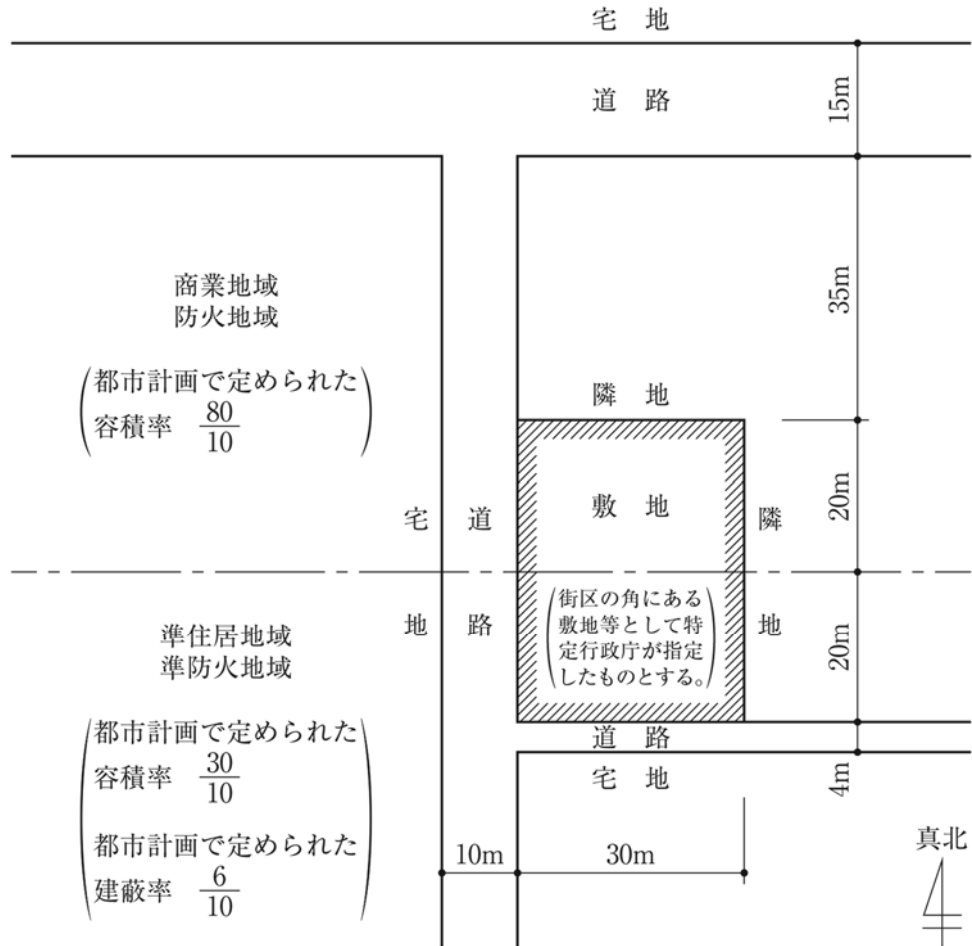 宅 地
道 路
15m
商業地域
防火地域
都市計画で定められた
容積率 80/10
35m
隣 地
敷 地
20m
宅 道
隣
地 路
地
街区の角にある
敷地等として特
定行政庁が指定
したものとする。
20m
準住居地域
準防火地域
都市計画で定められた
容積率 30/10
都市計画で定められた
建蔽率 6/10
道 路
宅 地
4m
10m
30m
真北